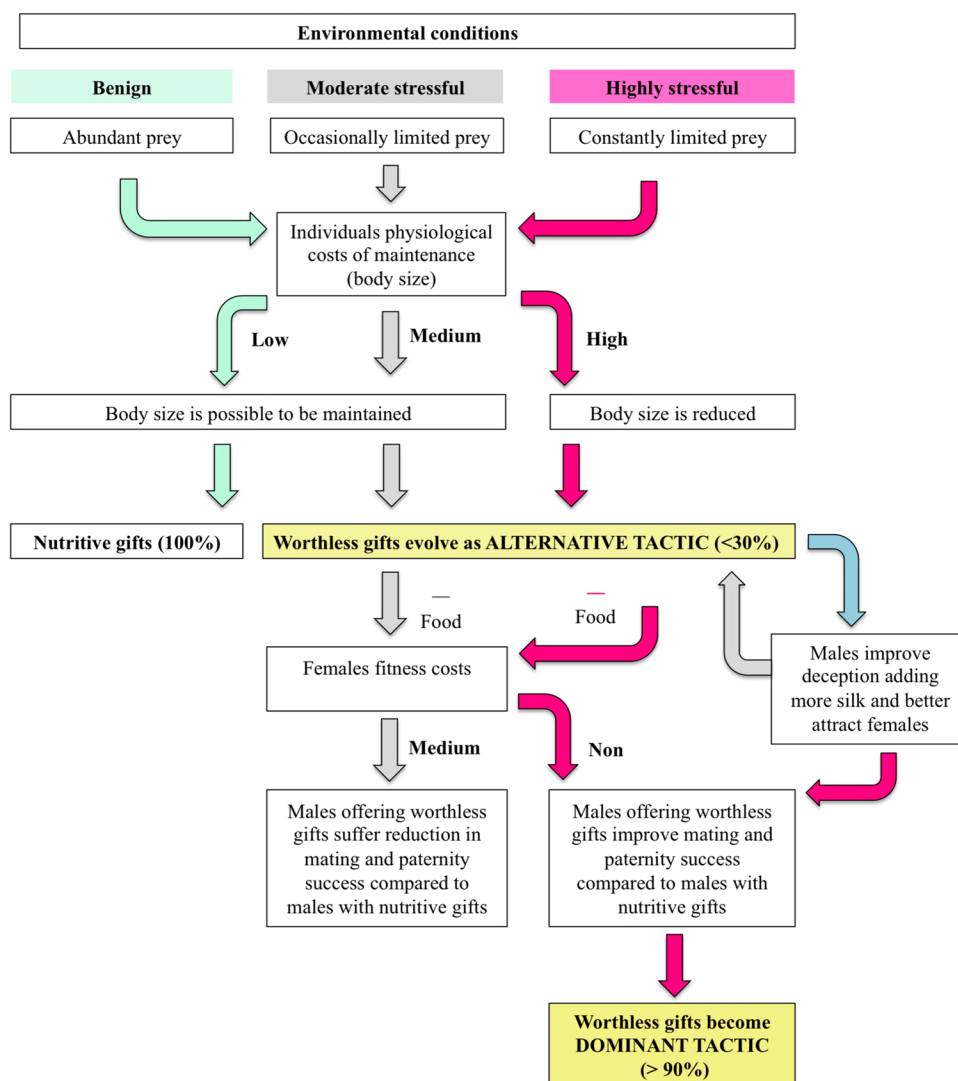 Environmental conditions
Benign
Moderate stressful
Highly stressful
Abundant prey
Occasionally limited prey
Constantly limited prey
Individuals physiological
costs of maintenance
(body size)
Low
Medium
High
Body size is possible to be maintained
Body size is reduced
Nutritive gifts (100%)
Worthless gifts evolve as ALTERNATIVE TACTIC (<30%)
—
Food
—
Food
Females fitness costs
Males improve
deception adding
more silk and better
attract females
Medium
Non
Males offering worthless
gifts suffer reduction in
mating and paternity
success compared to
males with nutritive gifts
Males offering worthless
gifts improve mating and
paternity success
compared to males with
nutritive gifts
Worthless gifts become
DOMINANT TACTIC
(> 90%)